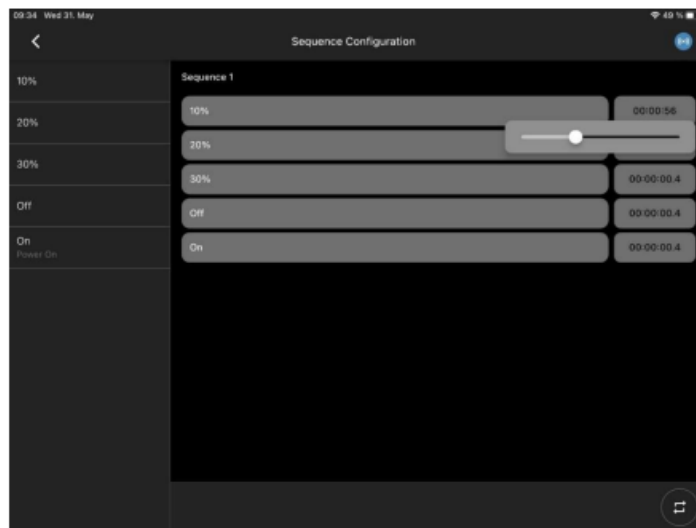 09:34 Wed 31. May
49 %
Sequence Configuration
10%
20%
30%
Off
On
Power On
Sequence 1
10%
00:00:56
20%
30%
00:00:00.4
Off
00:00:00.4
On
00:00:00.4